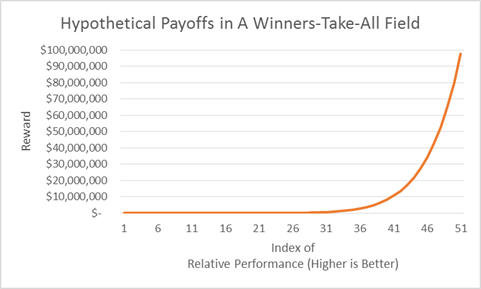 Hypothetical Payoffs in A Winners-Take-All Field
$100,000,000
$90,000,000
$80,000,000
$70,000,000
$60,000,000
$50,000,000
$40,000,000
$30,000,000
$20,000,000
$10,000,000
$-
Reward
1 6 11 16 21 26 31 36 41 46 51
Index of
Relative Performance (Higher is Better)